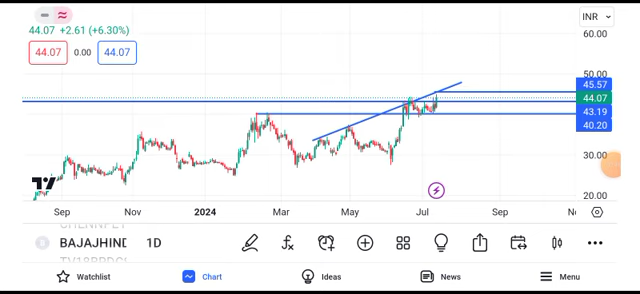 INR
44.07 +2.61 (+6.30%)
60.00
44.07 0.00 44.07
50.00
45.57
44.07
43.19
40.20
30.00
20.00
Sep Nov 2024 Mar May Jul Sep
BAJAJHIND 1D
Watchlist Chart Ideas News Menu